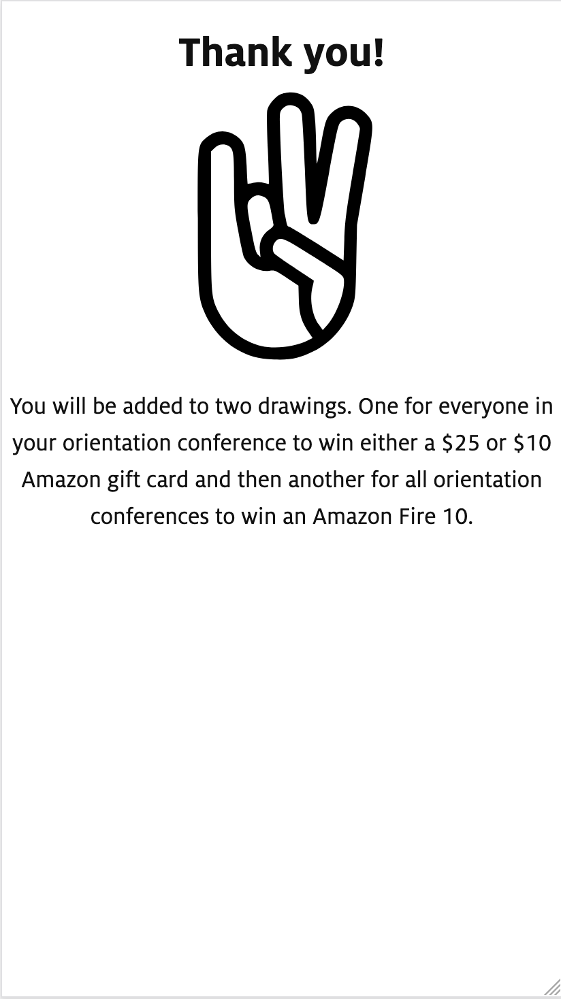 Thank you!
You will be added to two drawings. One for everyone in
your orientation conference to win either a $25 or $10
Amazon gift card and then another for all orientation
conferences to win an Amazon Fire 10.